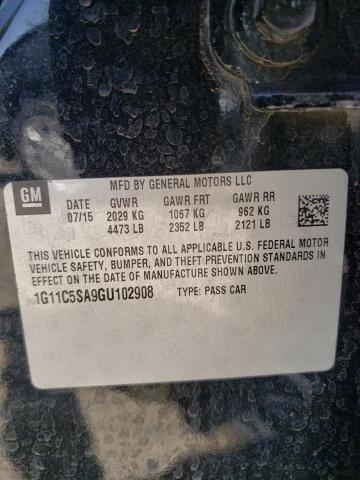 MFD BY GENERAL MOTORS LLC
GM
DATE GVWR GAWR FRT GAWR RR
07/15 2029 KG 1067 KG 962 KG
4473 LB 2352 LB 2121 LB
THIS VEHICLE CONFORMS TO ALL APPLICABLE U.S. FEDERAL MOTOR
VEHICLE SAFETY, BUMPER, AND THEFT PREVENTION STANDARDS IN
EFFECT ON THE DATE OF MANUFACTURE SHOWN ABOVE.
1G11C5SA9GU102908 TYPE: PASS CAR